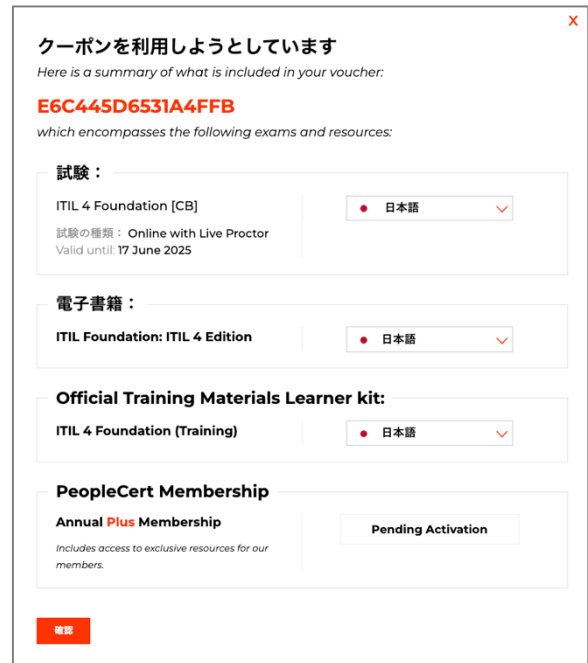 X
クーポンを利用しようとしています
Here is a summary of what is included in your voucher:
E6C445D6531A4FFB
which encompasses the following exams and resources:
試験：
ITIL 4 Foundation [CB]
日本語
試験の種類： Online with Live Proctor
Valid until: 17 June 2025
電子書籍：
ITIL Foundation: ITIL 4 Edition
日本語
Official Training Materials Learner kit:
ITIL 4 Foundation (Training)
日本語
PeopleCert Membership
Annual Plus Membership
Pending Activation
Includes access to exclusive resources for our
members.
確認